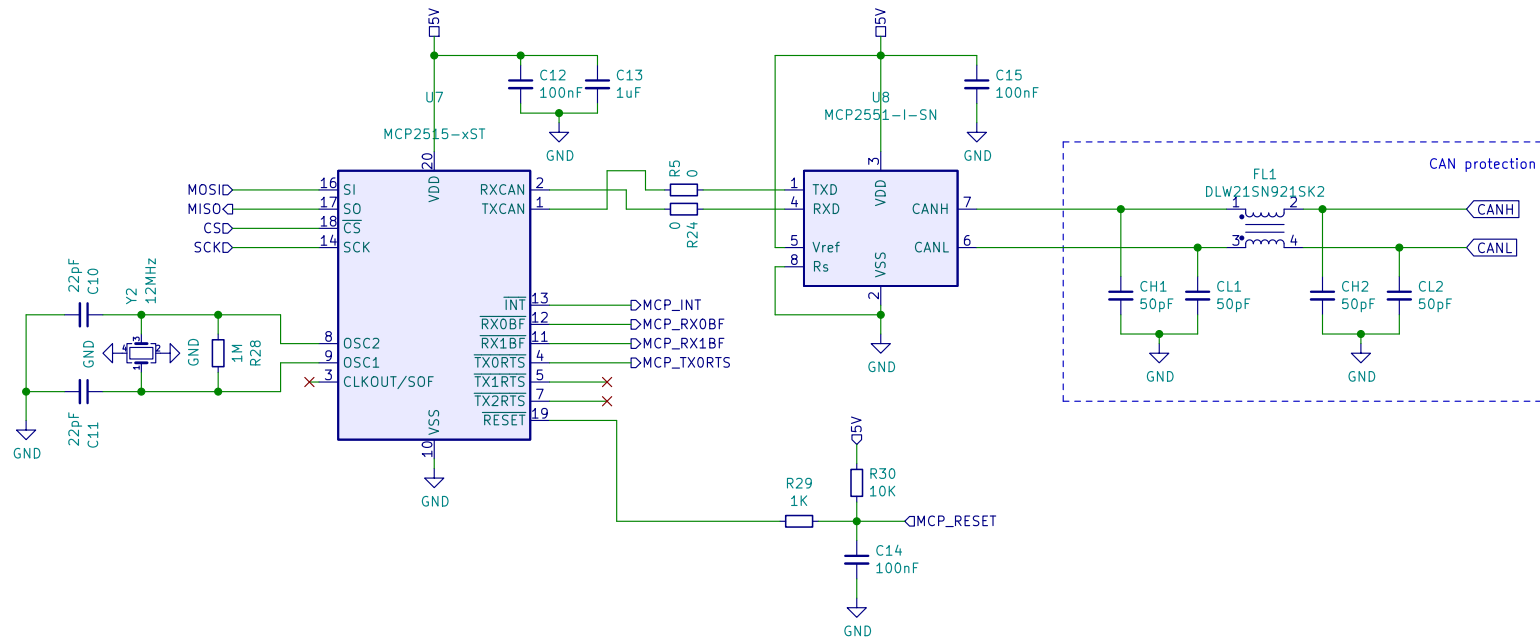 5V
5V
C12
100nF
C13
1uF
U7
MCP2515-xST
GND
C15
100nF
U8
MCP2551-I-SN
GND
CAN protection
FL1
DLW21SN921SK2
MOSI
MISO
CS
SCK
16
17
18
14
SI
SO
CS
SCK
20
VDD
RXCAN
TXCAN
2
1
R5
0
0
R24
1
4
5
8
TXD
RXD
Vref
Rs
3
VDD
CANH
CANL
VSS
7
6
2
GND
1
2
3
4
CANH
CANL
CH1
50pF
CL1
50pF
CH2
50pF
CL2
50pF
GND
GND
22pF
C10
Y2
12MHz
GND
4
3
2
1
GND
1M
R28
22pF
C11
GND
8
9
3
OSC2
OSC1
CLKOUT/SOF
INT
RX0BF
RX1BF
TX0RTS
TX1RTS
TX2RTS
RESET
13
12
11
4
5
7
19
MCP_INT
MCP_RX0BF
MCP_RX1BF
MCP_TX0RTS
VSS
10
GND
5V
R30
10K
R29
1K
MCP_RESET
C14
100nF
GND